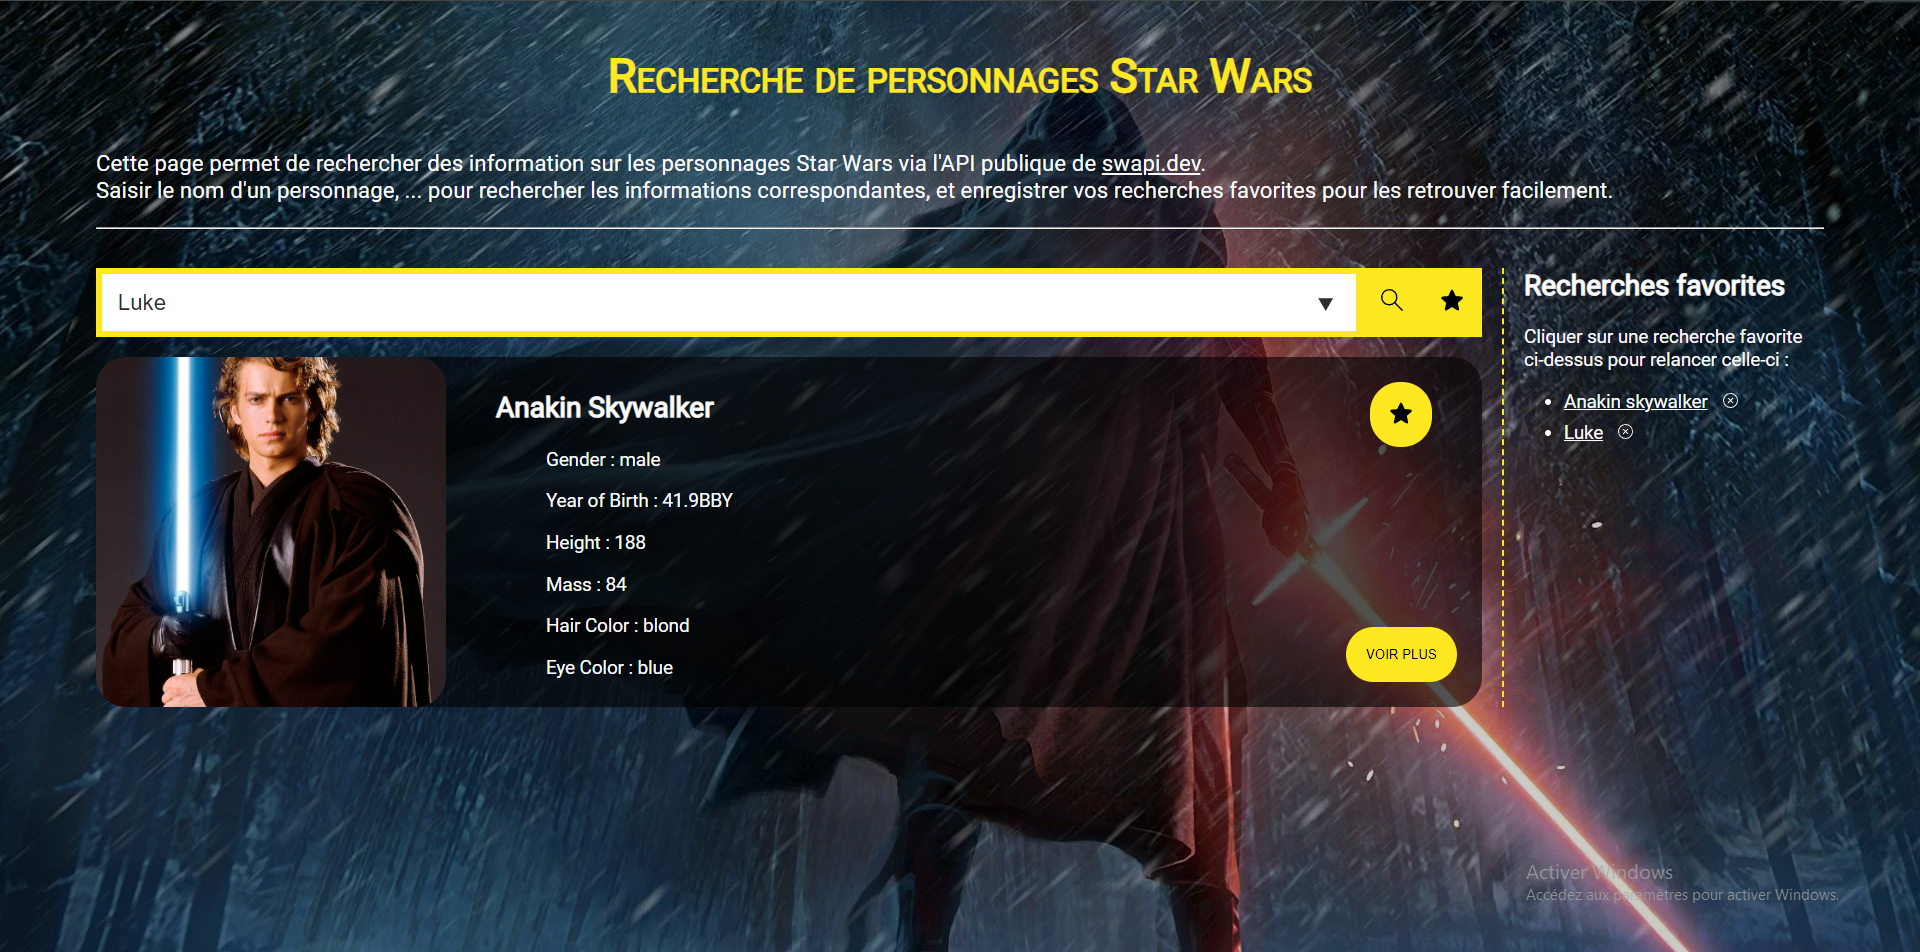 Recherche de personnages Star Wars
Cette page permet de rechercher des information sur les personnages Star Wars via l'API publique de swapi.dev.
Saisir le nom d'un personnage, ... pour rechercher les informations correspondantes, et enregistrer vos recherches favorites pour les retrouver facilement.
Luke
Anakin Skywalker
Gender : male
Year of Birth : 41.9BBY
Height : 188
Mass : 84
Hair Color : blond
Eye Color : blue
VOIR PLUS
Recherches favorites
Cliquer sur une recherche favorite
ci-dessus pour relancer celle-ci :
Anakin skywalker
Luke
Activer Windows
Accédez aux paramètres pour activer Windows.